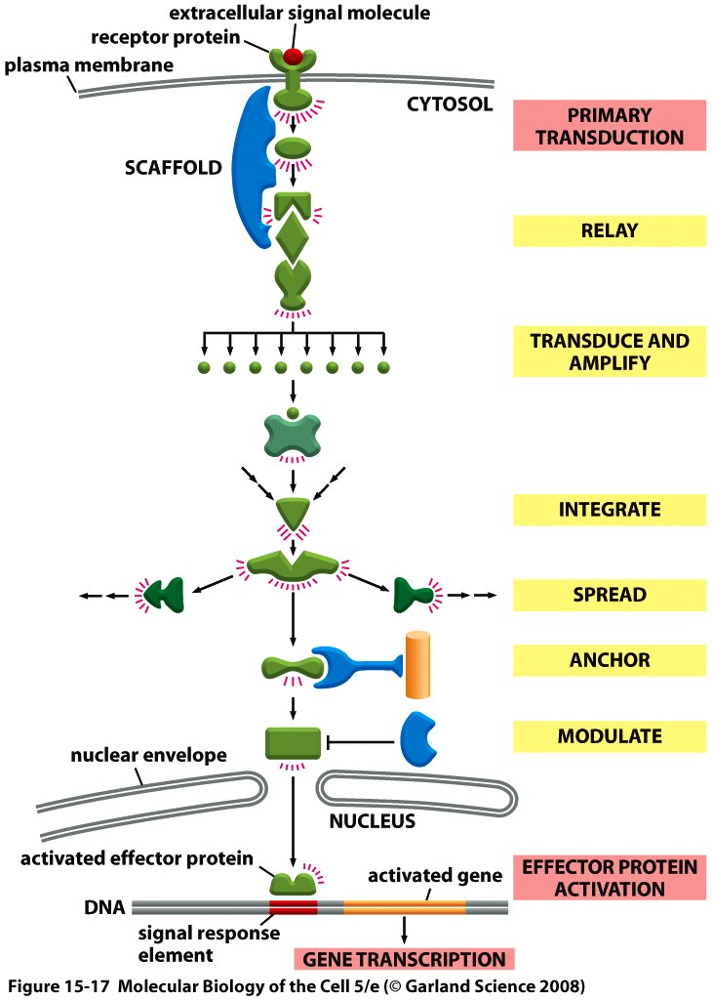 extracellular signal molecule
receptor protein
plasma membrane
CYTOSOL
PRIMARY
TRANSDUCTION
SCAFFOLD
RELAY
TRANSDUCE AND
AMPLIFY
INTEGRATE
SPREAD
ANCHOR
MODULATE
nuclear envelope
NUCLEUS
activated effector protein
activated gene
EFFECTOR PROTEIN
ACTIVATION
DNA
signal response
element
GENE TRANSCRIPTION
Figure 15-17 Molecular Biology of the Cell 5/e (© Garland Science 2008)